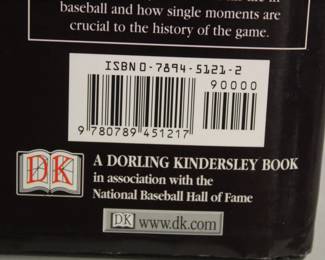 baseball and how single moments are
crucial to the history of the game.
ISBN 0-7894-5121-2
90000
9 780789 451217
DK
A DORLING KINDERSLEY BOOK
in association with the
National Baseball Hall of Fame
DK www.dk.com